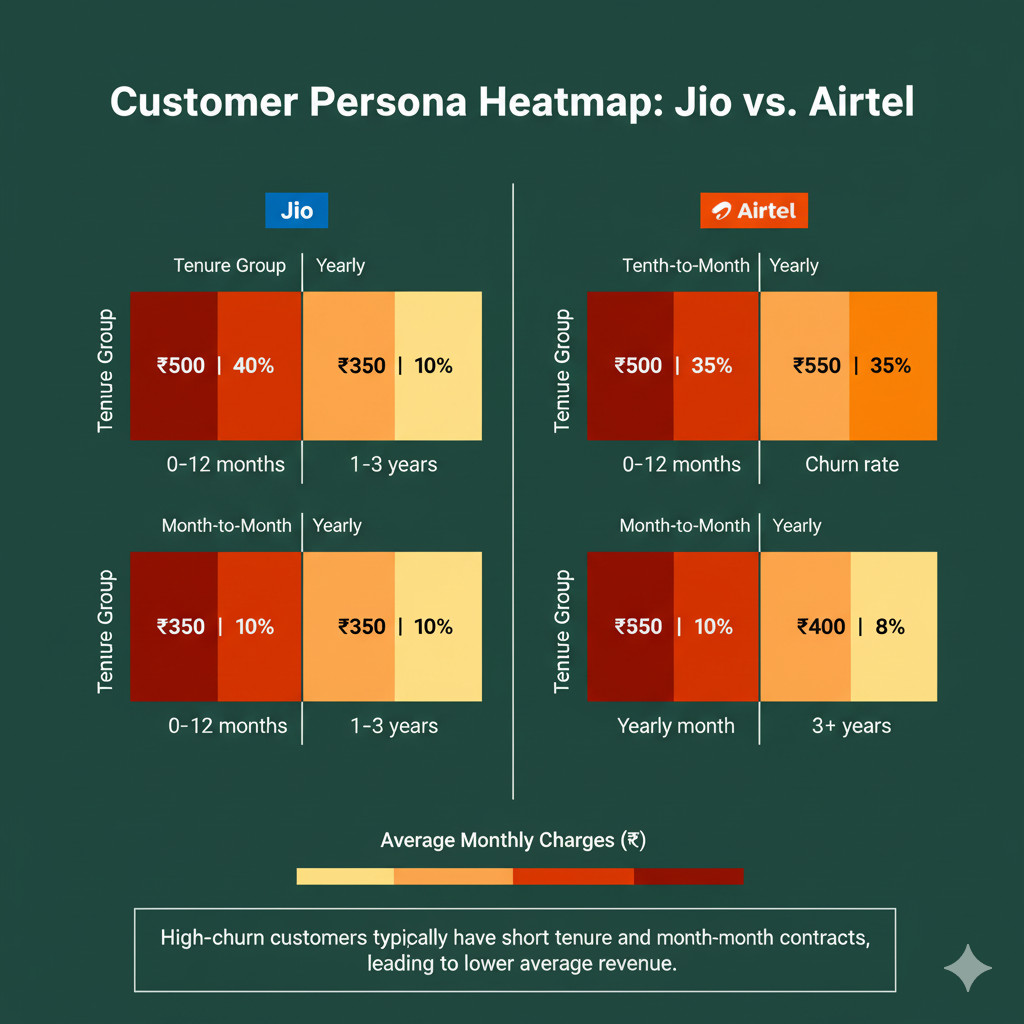 Customer Persona Heatmap: Jio vs. Airtel
Jio
Tenure Group | Yearly
Tenure Group
₹500 | 40%
₹350 | 10%
0-12 months
1-3 years
Month-to-Month | Yearly
Tenure Group
₹350 | 10%
₹350 | 10%
0-12 months
1-3 years
Airtel
Tenth-to-Month | Yearly
Tenure Group
₹500 | 35%
₹550 | 35%
0-12 months
Churn rate
Month-to-Month | Yearly
Tenure Group
₹550 | 10%
₹400 | 8%
Yearly month
3+ years
Average Monthly Charges (₹)
High-churn customers typically have short tenure and month-month contracts,
leading to lower average revenue.